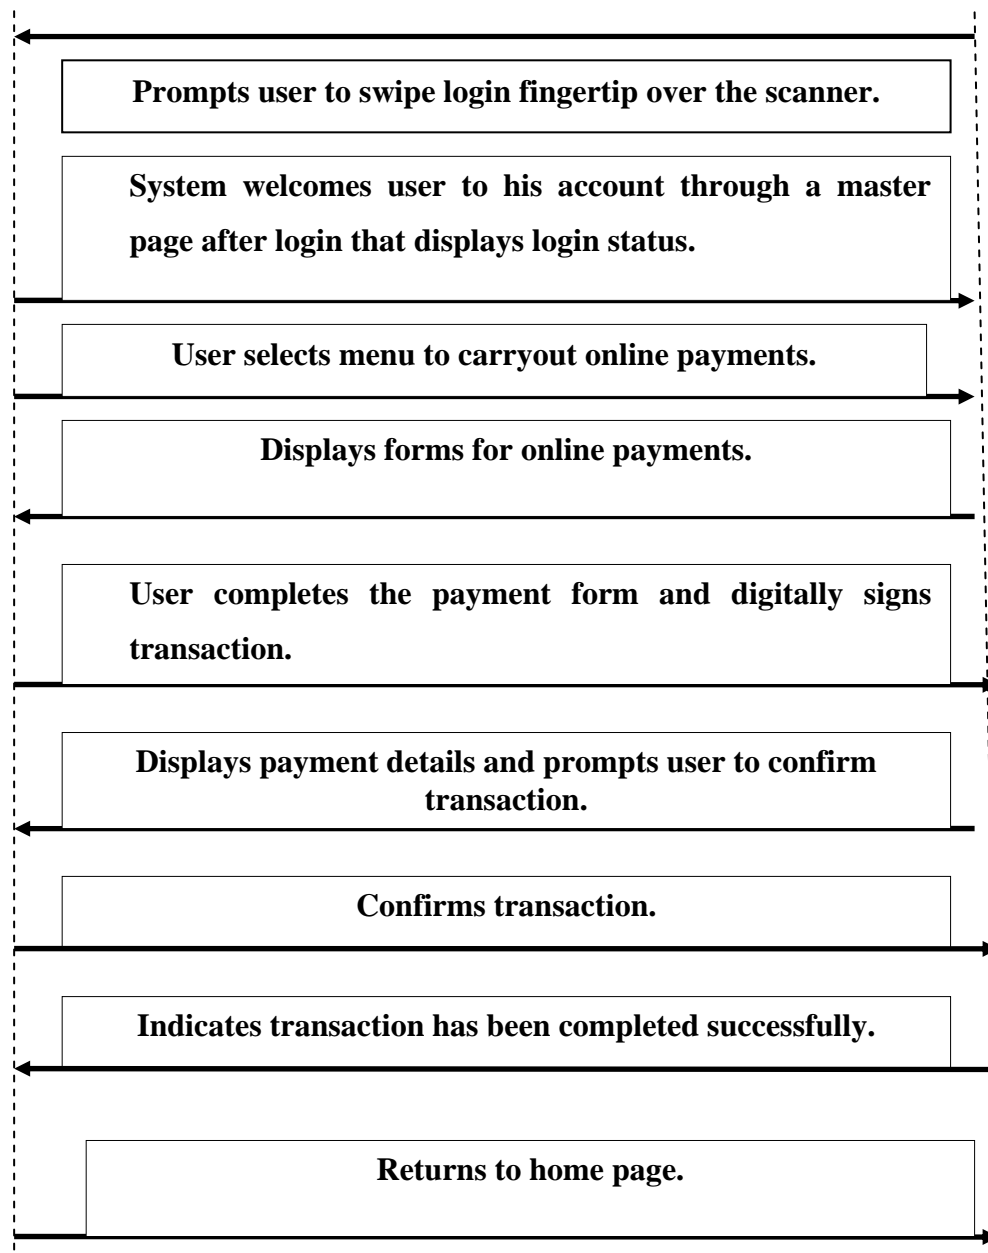 Prompts user to swipe login fingertip over the scanner.
System welcomes user to his account through a master
page after login that displays login status.
User selects menu to carryout online payments.
Displays forms for online payments.
User completes the payment form and digitally signs
transaction.
Displays payment details and prompts user to confirm
transaction.
Confirms transaction.
Indicates transaction has been completed successfully.
Returns to home page.